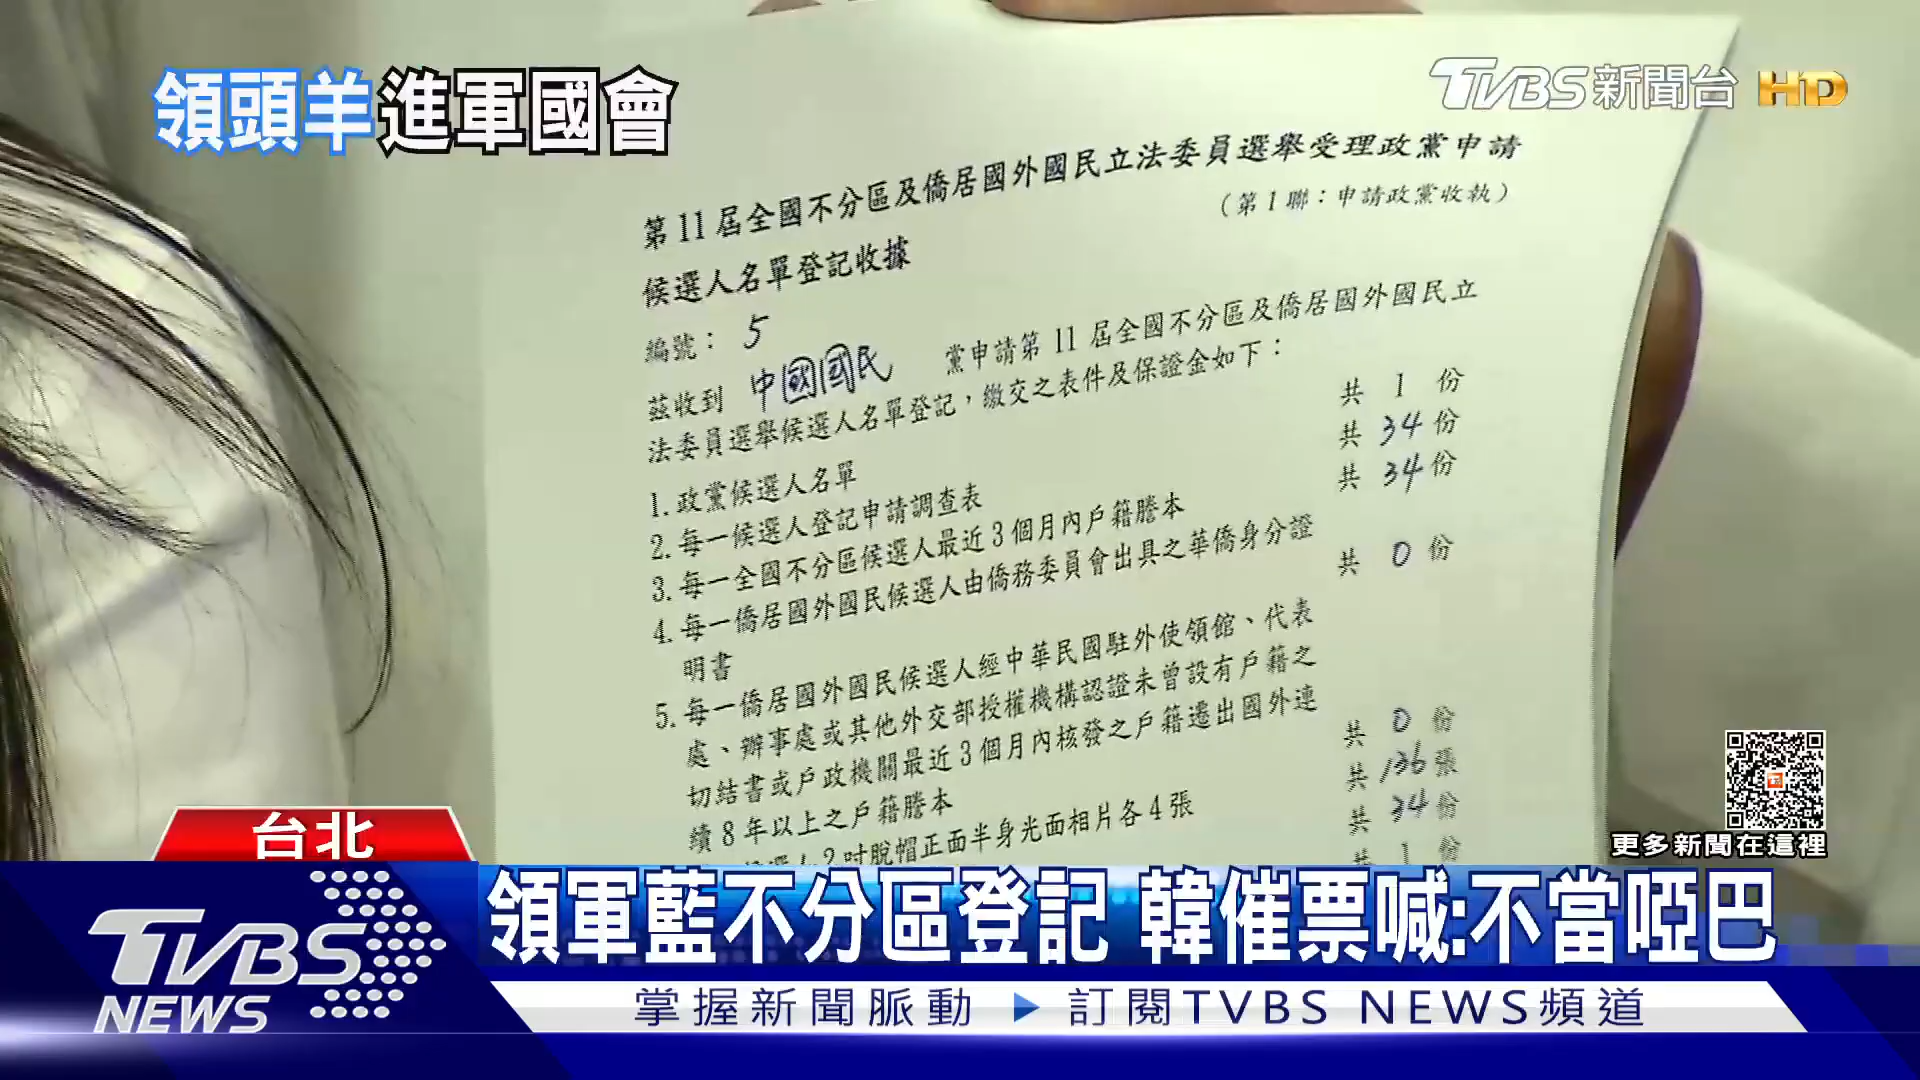 領頭羊進軍國會
TVBS新聞台 HD
第11屆全國不分區及僑居國外國民立法委員選舉受理政黨申請
(第1聯:申請政黨收執)
候選人名單登記收據
編號: 5
茲收到 中國國民 黨申請第11屆全國不分區及僑居國外國民立
法委員選舉候選人名單登記,繳交之表件及保證金如下:
1. 政黨候選人名單 共 1 份
2. 每一候選人登記申請調查表 共 34 份
3. 每一全國不分區候選人最近3個月內戶籍謄本 共 34 份
4. 每一僑居國外國民候選人由僑務委員會出具之華僑身分證
明書 共 0 份
5. 每一僑居國外國民候選人經中華民國駐外使領館、代表
處、辦事處或其他外交部授權機構認證未曾設有戶籍之
切結書或戶政機關最近3個月內核發之戶籍遷出國外連
續8年以上之戶籍謄本 共 0 份
2吋脫帽正面半身光面相片各4張 共 136 張
共 34 份
共 1 份
更多新聞在這裡
台北
領軍藍不分區登記 韓催票喊:不當啞巴
TVBS NEWS
掌握新聞脈動 ▶ 訂閱TVBS NEWS頻道